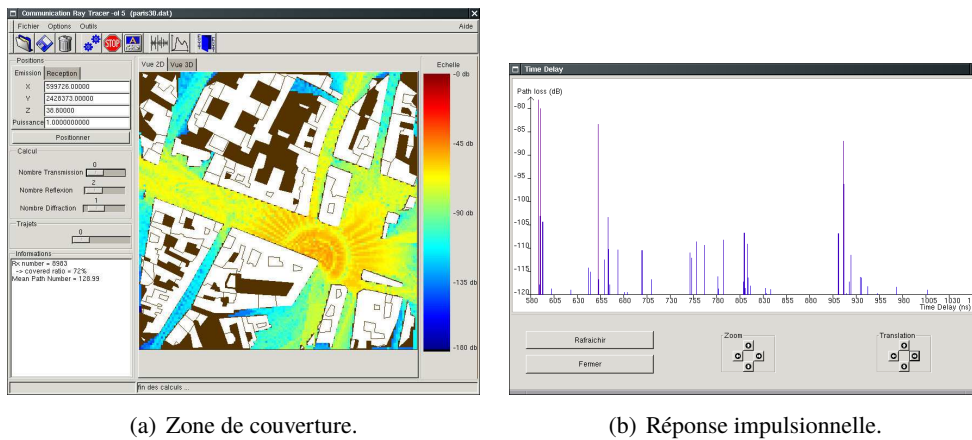 Communication Ray Tracer -ol 5 (paris30.dat)
Fichier Options Outils Aide
STOP
A
Positions
Emission Reception
X 599726.00000
Y 2428373.00000
Z 38.80000
Puissance 1.0000000000
Positionner
Calcul
0
Nombre Transmission
2
Nombre Reflexion
1
Nombre Diffraction
Trajets
0
Informations
Rx number = 8983
-> covered ratio = 72%
Mean Path Number = 128.99
Vue 2D Vue 3D
Echelle
-0 db
-45 db
-90 db
-135 db
-180 db
fin des calculs ...
(a) Zone de couverture.
Time Delay
Path loss (dB)
-80
-85
-90
-95
-100
-105
-110
-115
-120
580 605 630 655 680 705 730 755 780 805 830 855 880 905 930 955 980 1005 1030
Time Delay (ns)
Rafraichir
Fermer
Zoom
Translation
(b) Réponse impulsionnelle.